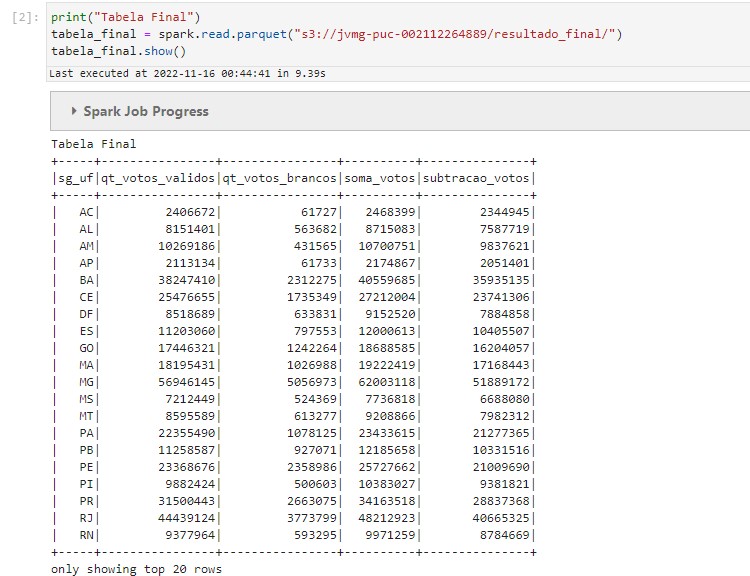 [2]: print("Tabela Final")
tabela_final = spark.read.parquet("s3://jvmg-puc-002112264889/resultado_final/")
tabela_final.show()
Last executed at 2022-11-16 00:44:41 in 9.39s
Spark Job Progress
Tabela Final
+-----+----------------+----------------+----------+---------------+
|sg_uf|qt_votos_validos|qt_votos_brancos|soma_votos|subtracao_votos|
+-----+----------------+----------------+----------+---------------+
|   AC|         2406672|           61727|   2468399|        2344945|
|   AL|         8151401|          563682|   8715083|        7587719|
|   AM|        10269186|          431565|  10700751|        9837621|
|   AP|         2113134|           61733|   2174867|        2051401|
|   BA|        38247410|         2312275|  40559685|       35935135|
|   CE|        25476655|         1735349|  27212004|       23741306|
|   DF|         8518689|          633831|   9152520|        7884858|
|   ES|        11203060|          797553|  12000613|       10405507|
|   GO|        17446321|         1242264|  18688585|       16204057|
|   MA|        18195431|         1026988|  19222419|       17168443|
|   MG|        56946145|         5056973|  62003118|       51889172|
|   MS|         7212449|          524369|   7736818|        6688080|
|   MT|         8595589|          613277|   9208866|        7982312|
|   PA|        22355490|         1078125|  23433615|       21277365|
|   PB|        11258587|          927071|  12185658|       10331516|
|   PE|        23368676|         2358986|  25727662|       21009690|
|   PI|         9882424|          500603|  10383027|        9381821|
|   PR|        31500443|         2663075|  34163518|       28837368|
|   RJ|        44439124|         3773799|  48212923|       40665325|
|   RN|         9377964|          593295|   9971259|        8784669|
+-----+----------------+----------------+----------+---------------+
only showing top 20 rows